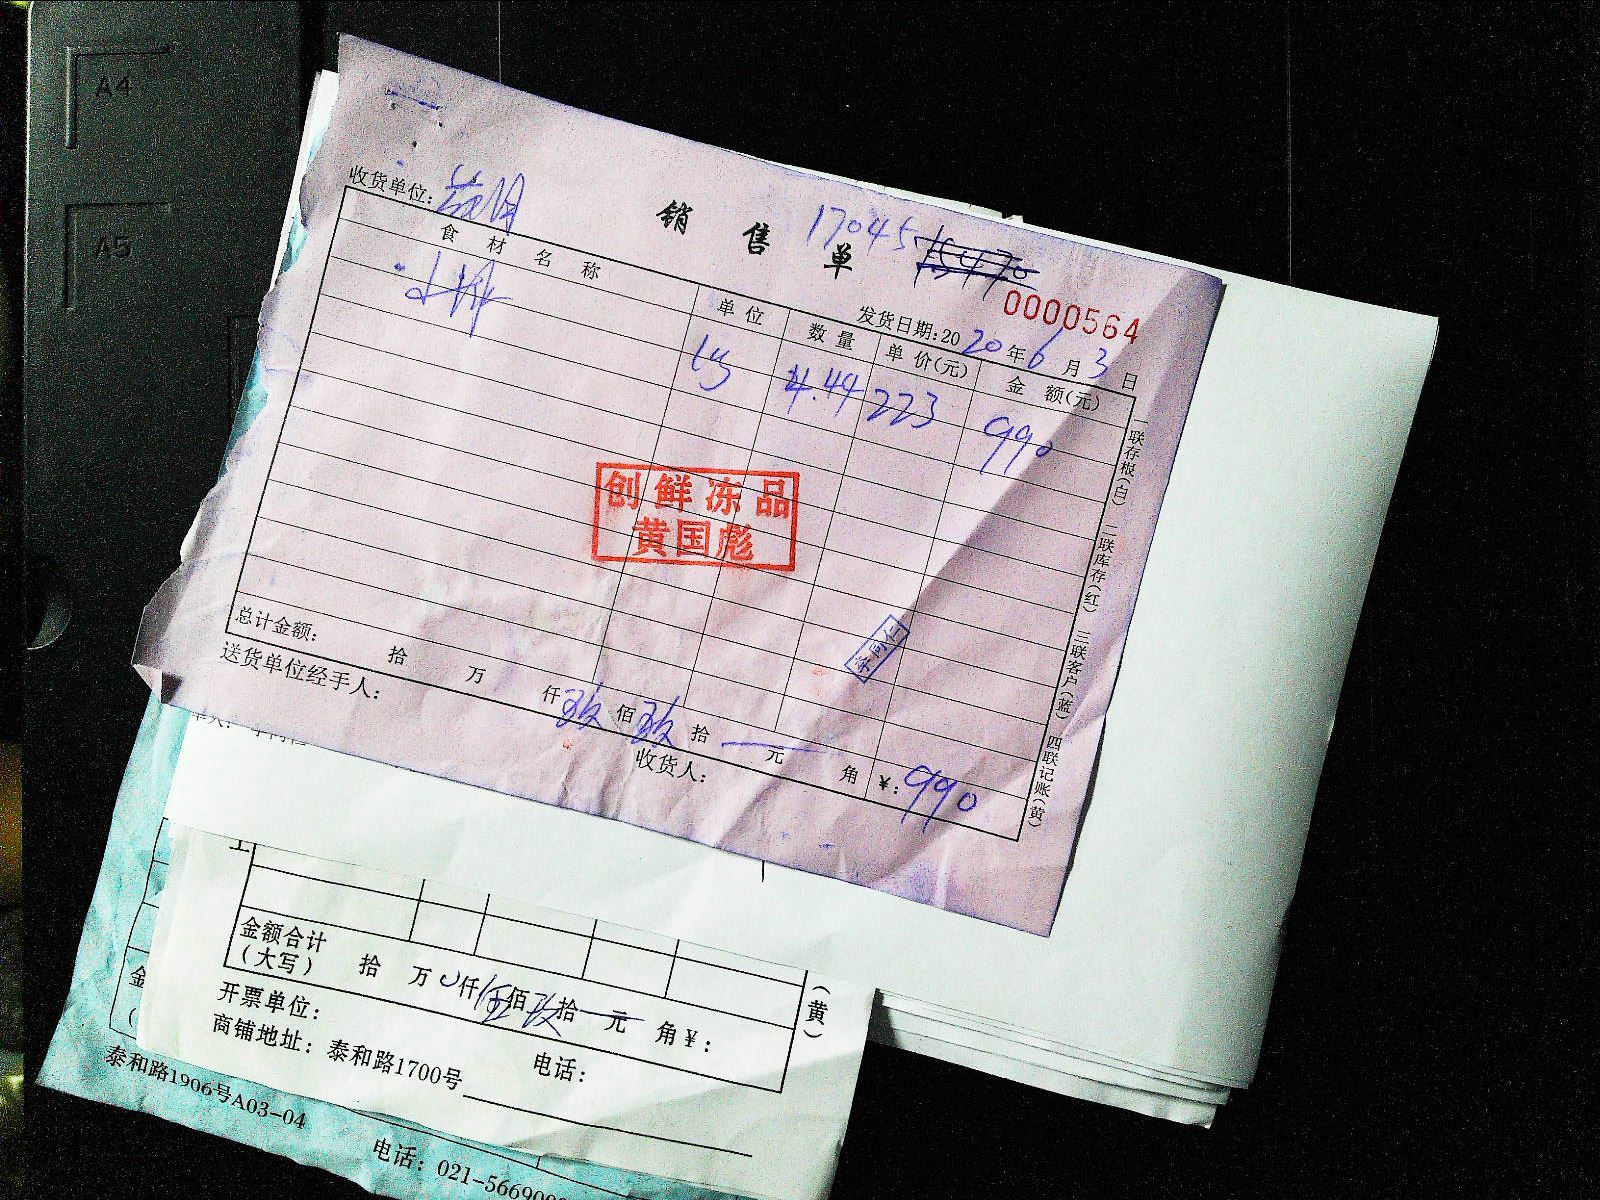 A4
A5
销售单 17045
0000564
收货单位:
发货日期:2020年6月3日
食材名称 单位 数量 单价(元) 金额(元)
4.44 223 990
创鲜冻品
黄国彪
李同仁
总计金额: 拾 万 仟 玖 佰 玖 拾 元 角 ¥:990
送货单位经手人: 收货人:
一联存根(白) 二联库存(红) 三联客户(蓝) 四联记账(黄)
金额合计
(大写) 拾 万 仟 伍 佰 玖 拾 元 角 ¥:
(黄)
开票单位: 电话:
商铺地址: 泰和路1700号
金
泰和路1906号A03-04
电话: 021-566900